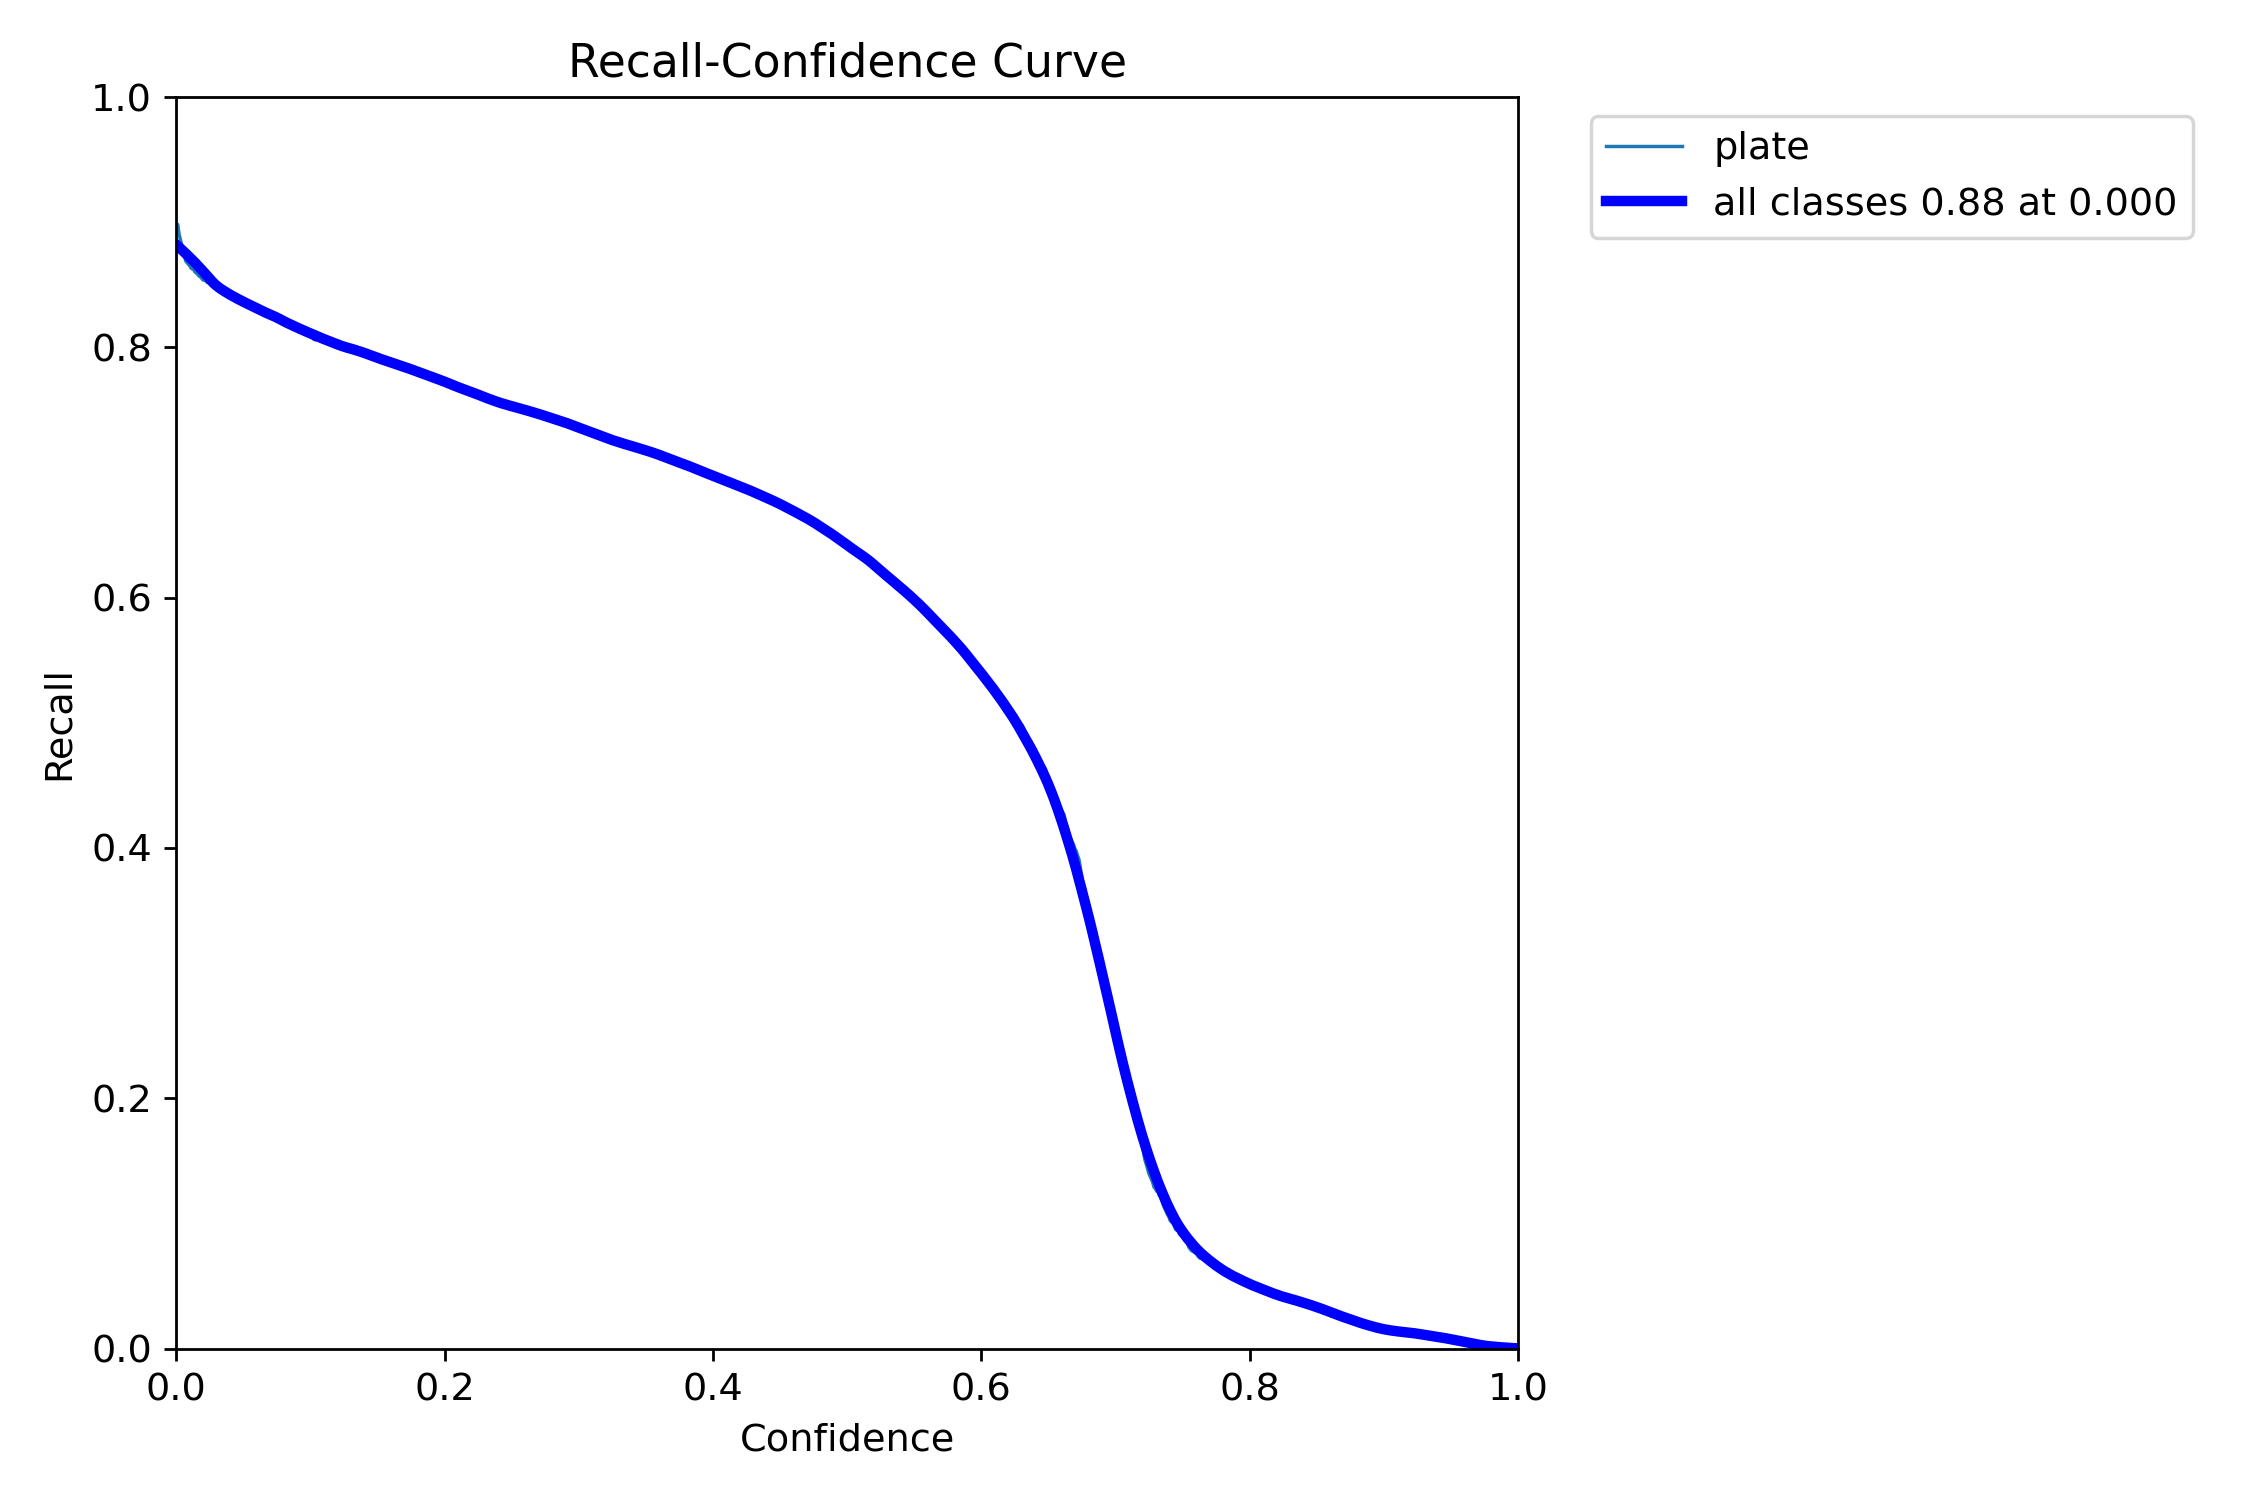 Recall-Confidence Curve
1.0
0.8
0.6
0.4
0.2
0.0
Recall
0.0 0.2 0.4 0.6 0.8 1.0
Confidence
plate
all classes 0.88 at 0.000